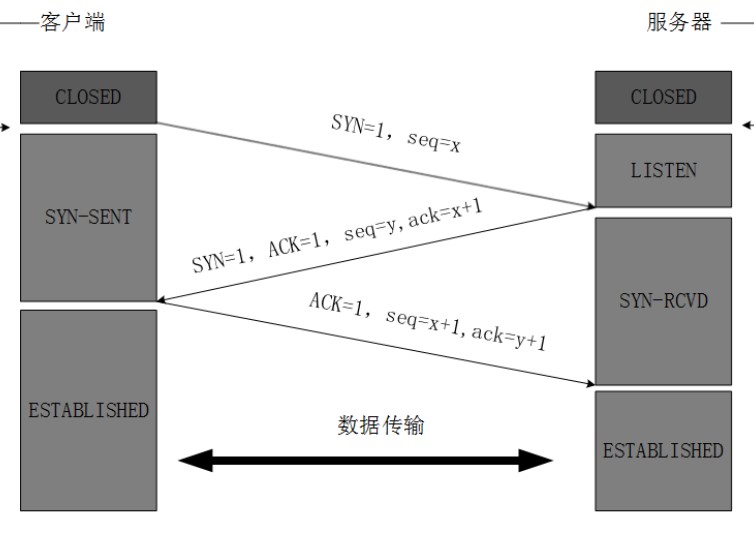 客户端
服务器
CLOSED
CLOSED
SYN=1, seq=x
LISTEN
SYN-SENT
SYN=1, ACK=1, seq=y,ack=x+1
SYN-RCVD
ACK=1, seq=x+1,ack=y+1
ESTABLISHED
数据传输
ESTABLISHED